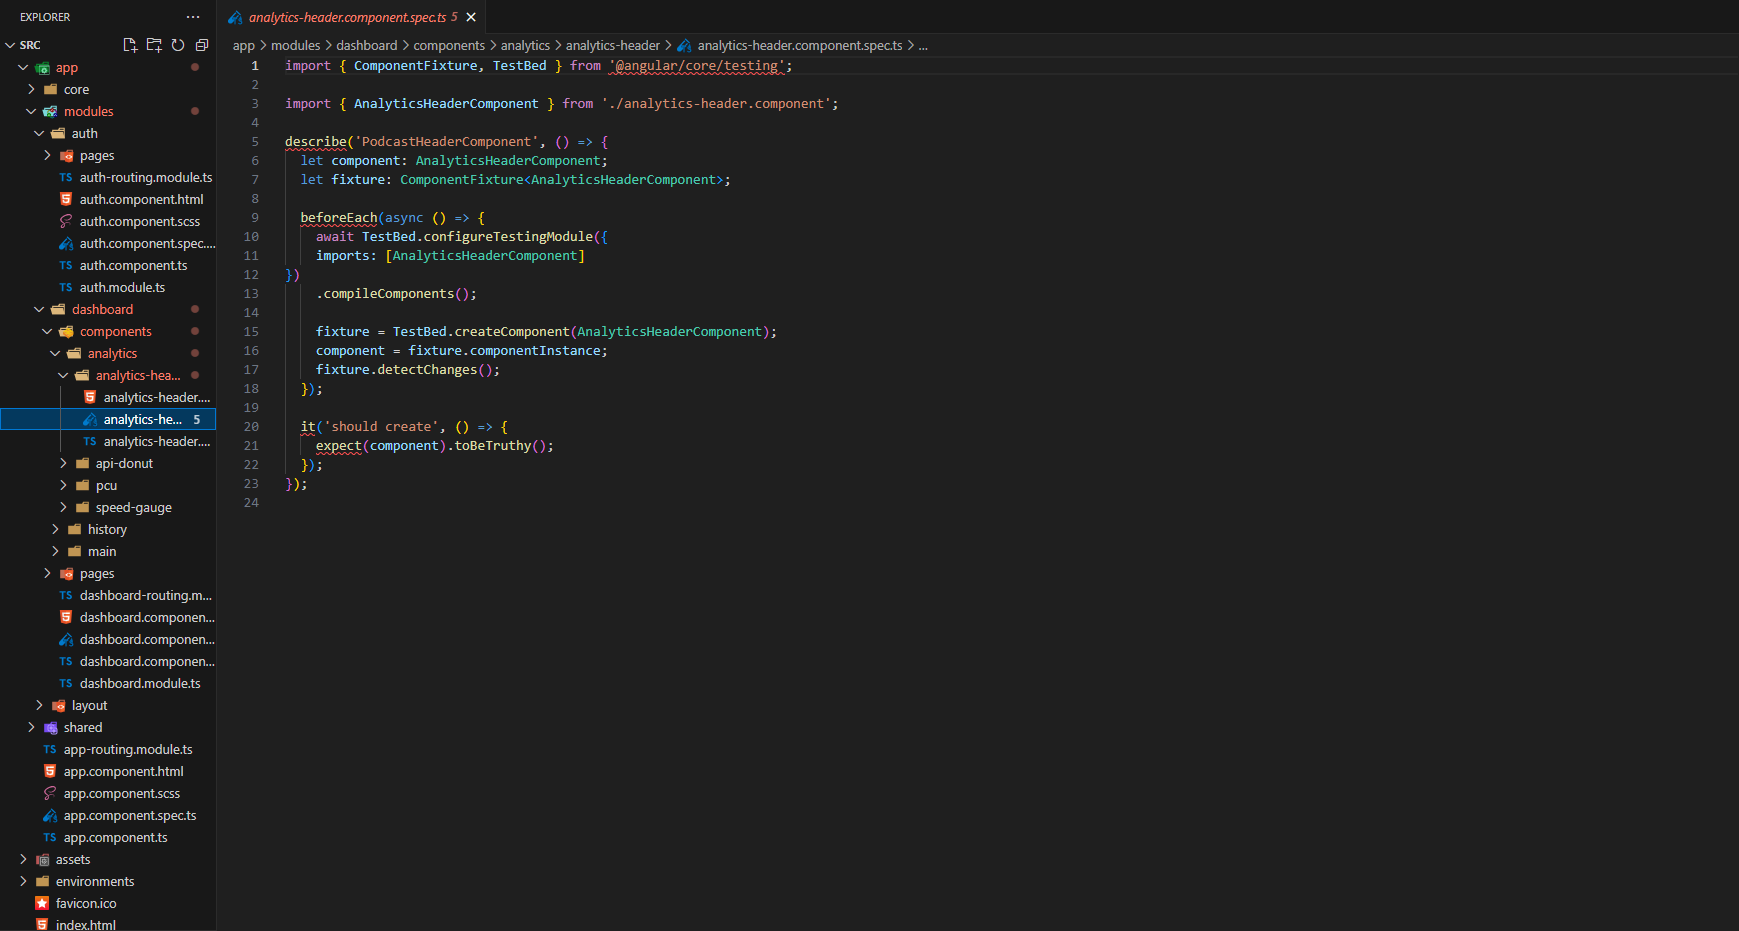 EXPLORER
SRC
app
core
modules
auth
pages
auth-routing.module.ts
auth.component.html
auth.component.scss
auth.component.spec....
auth.component.ts
auth.module.ts
dashboard
components
analytics
analytics-hea...
analytics-header....
analytics-he... 5
analytics-header....
api-donut
pcu
speed-gauge
history
main
pages
dashboard-routing.m...
dashboard.componen...
dashboard.componen...
dashboard.componen...
dashboard.module.ts
layout
shared
app-routing.module.ts
app.component.html
app.component.scss
app.component.spec.ts
app.component.ts
assets
environments
favicon.ico
index.html
analytics-header.component.spec.ts 5
app > modules > dashboard > components > analytics > analytics-header > analytics-header.component.spec.ts > ...
1 import { ComponentFixture, TestBed } from '@angular/core/testing';
2
3 import { AnalyticsHeaderComponent } from './analytics-header.component';
4
5 describe('PodcastHeaderComponent', () => {
6 let component: AnalyticsHeaderComponent;
7 let fixture: ComponentFixture<AnalyticsHeaderComponent>;
8
9 beforeEach(async () => {
10 await TestBed.configureTestingModule({
11 imports: [AnalyticsHeaderComponent]
12 })
13 .compileComponents();
14
15 fixture = TestBed.createComponent(AnalyticsHeaderComponent);
16 component = fixture.componentInstance;
17 fixture.detectChanges();
18 });
19
20 it('should create', () => {
21 expect(component).toBeTruthy();
22 });
23 });
24